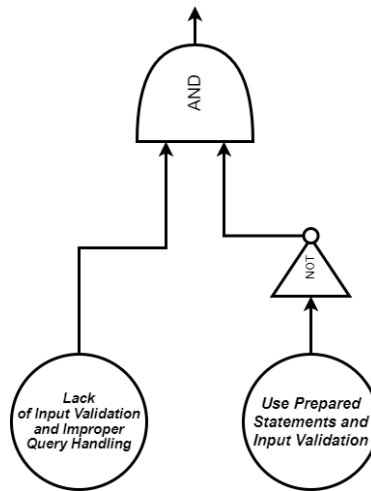 AND
NOT
Lack
of Input Validation
and Improper
Query Handling
Use Prepared
Statements and
Input Validation